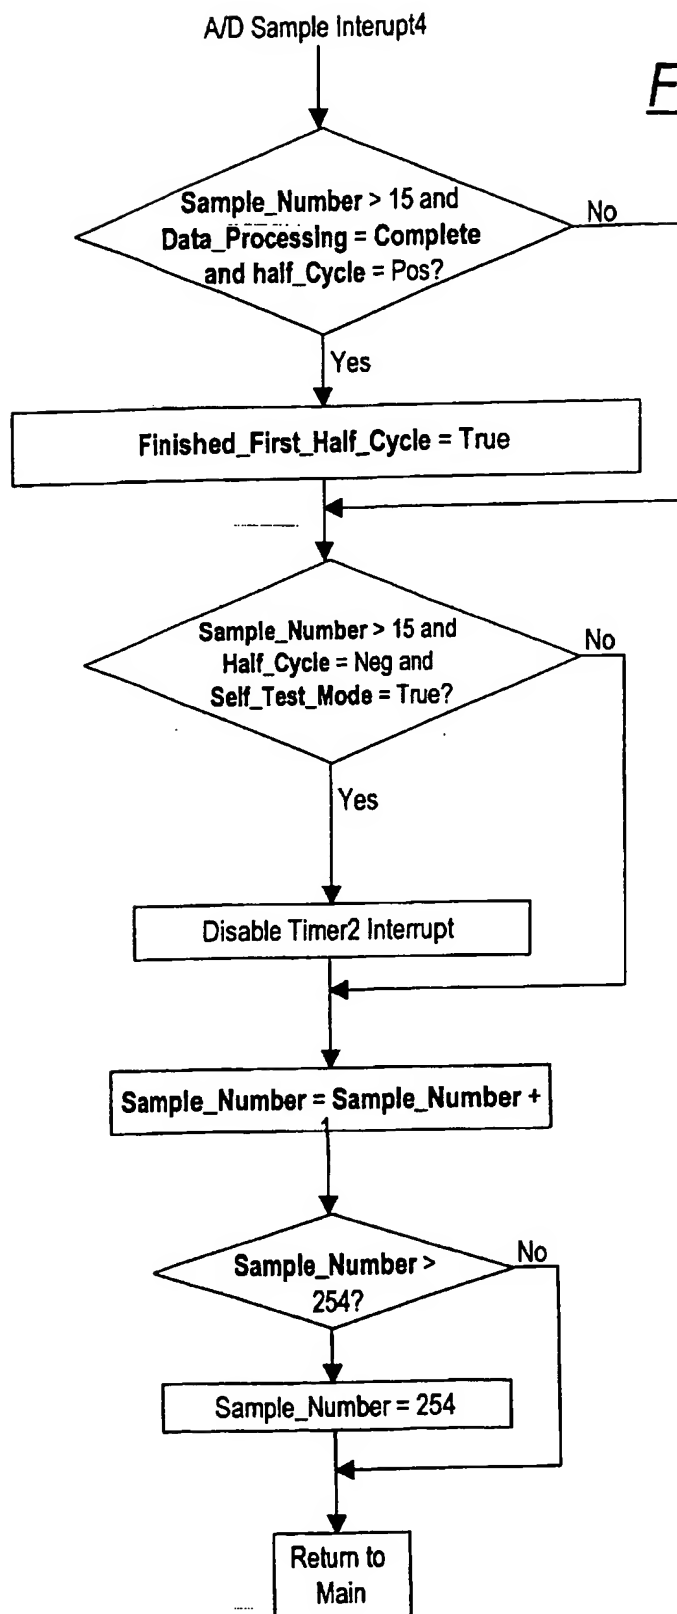 A/D Sample Interupt4
F
Sample_Number > 15 and
Data_Processing = Complete
and half_Cycle = Pos?
No
Yes
Finished_First_Half_Cycle = True
Sample_Number > 15 and
Half_Cycle = Neg and
Self_Test_Mode = True?
No
Yes
Disable Timer2 Interrupt
Sample_Number = Sample_Number +
1
Sample_Number >
254?
No
Sample_Number = 254
Return to
Main